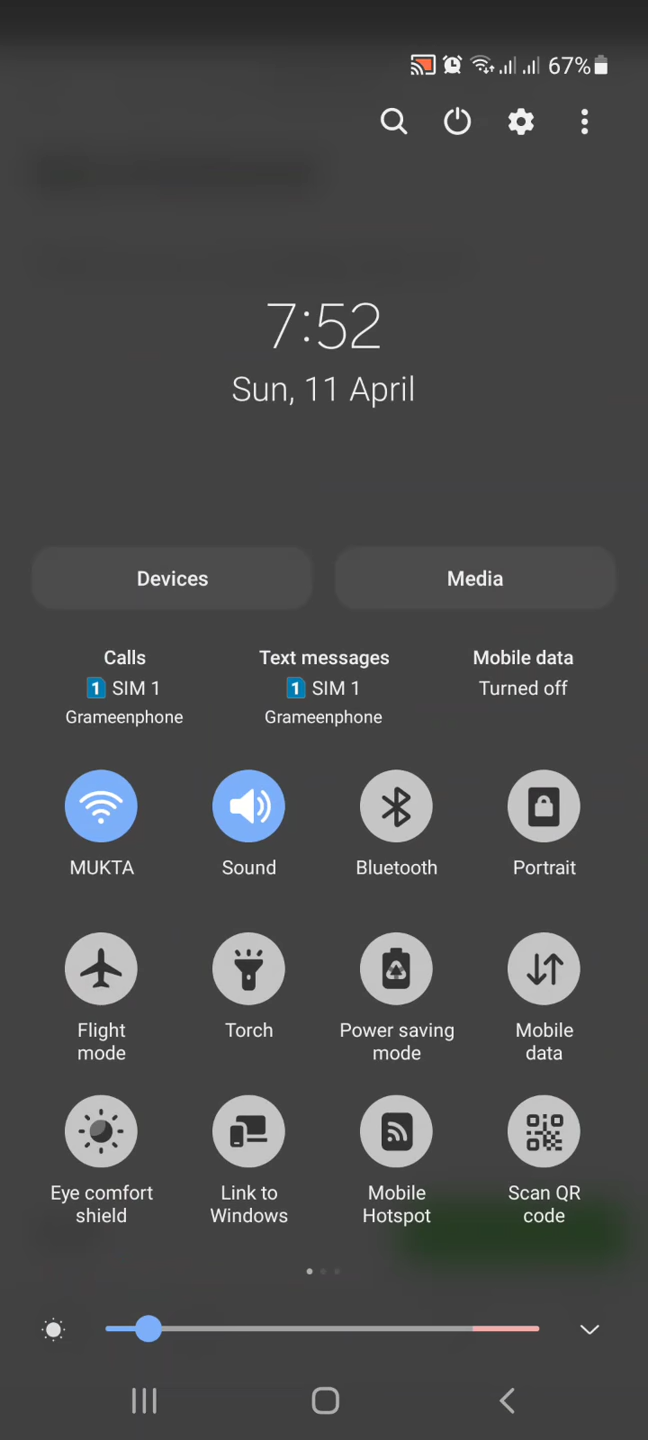 67%
7:52
Sun, 11 April
Devices
Media
Calls
1 SIM 1
Grameenphone
Text messages
1 SIM 1
Grameenphone
Mobile data
Turned off
MUKTA
Sound
Bluetooth
Portrait
Flight
mode
Torch
Power saving
mode
Mobile
data
Eye comfort
shield
Link to
Windows
Mobile
Hotspot
Scan QR
code